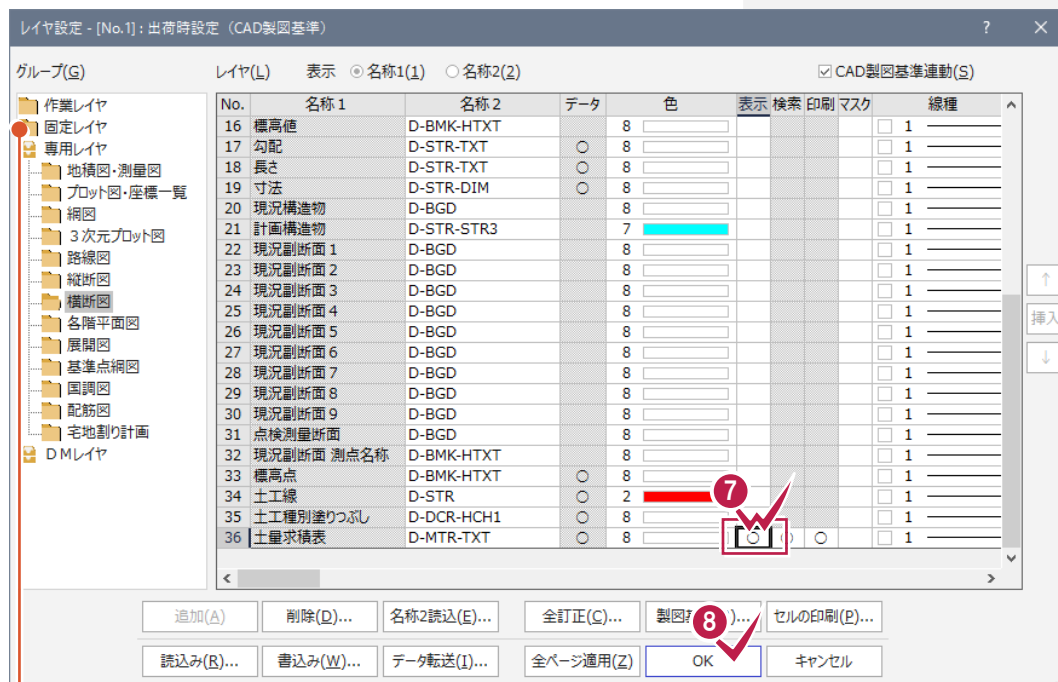 レイヤ設定 - [No.1] : 出荷時設定（CAD製図基準） ? ×
グループ(G) レイヤ(L) 表示 名称1(1) 名称2(2) CAD製図基準連動(S)
作業レイヤ
固定レイヤ
専用レイヤ
地積図・測量図
プロット図・座標一覧
網図
３次元プロット図
路線図
縦断図
横断図
各階平面図
展開図
基準点網図
国調図
配筋図
宅地割り計画
ＤＭレイヤ
No. 名称１ 名称２ データ 色 表示 検索 印刷 マスク 線種
16 標高値 D-BMK-HTXT 8 1
17 勾配 D-STR-TXT ○ 8 1
18 長さ D-STR-TXT ○ 8 1
19 寸法 D-STR-DIM ○ 8 1
20 現況構造物 D-BGD 8 1
21 計画構造物 D-STR-STR3 7 1
22 現況副断面１ D-BGD 8 1
23 現況副断面２ D-BGD 8 1
24 現況副断面３ D-BGD 8 1
25 現況副断面４ D-BGD 8 1
26 現況副断面５ D-BGD 8 1
27 現況副断面６ D-BGD 8 1
28 現況副断面７ D-BGD 8 1
29 現況副断面８ D-BGD 8 1
30 現況副断面９ D-BGD 8 1
31 点検測量断面 D-BGD 8 1
32 現況副断面 測点名称 D-BMK-HTXT 8 1
33 標高点 D-BMK-HTXT ○ 8 1
34 土工線 D-STR ○ 2 1
35 土工種別塗りつぶし D-DCR-HCH1 ○ 8 1
36 土量求積表 D-MTR-TXT ○ 8 ○ ○ ○ 1
7
↑
挿入
↓
追加(A) 削除(D)... 名称2読込(E)... 全訂正(C)... 製図 )... セルの印刷(P)...
8
読込み(R)... 書込み(W)... データ転送(I)... 全ページ適用(Z) OK キャンセル